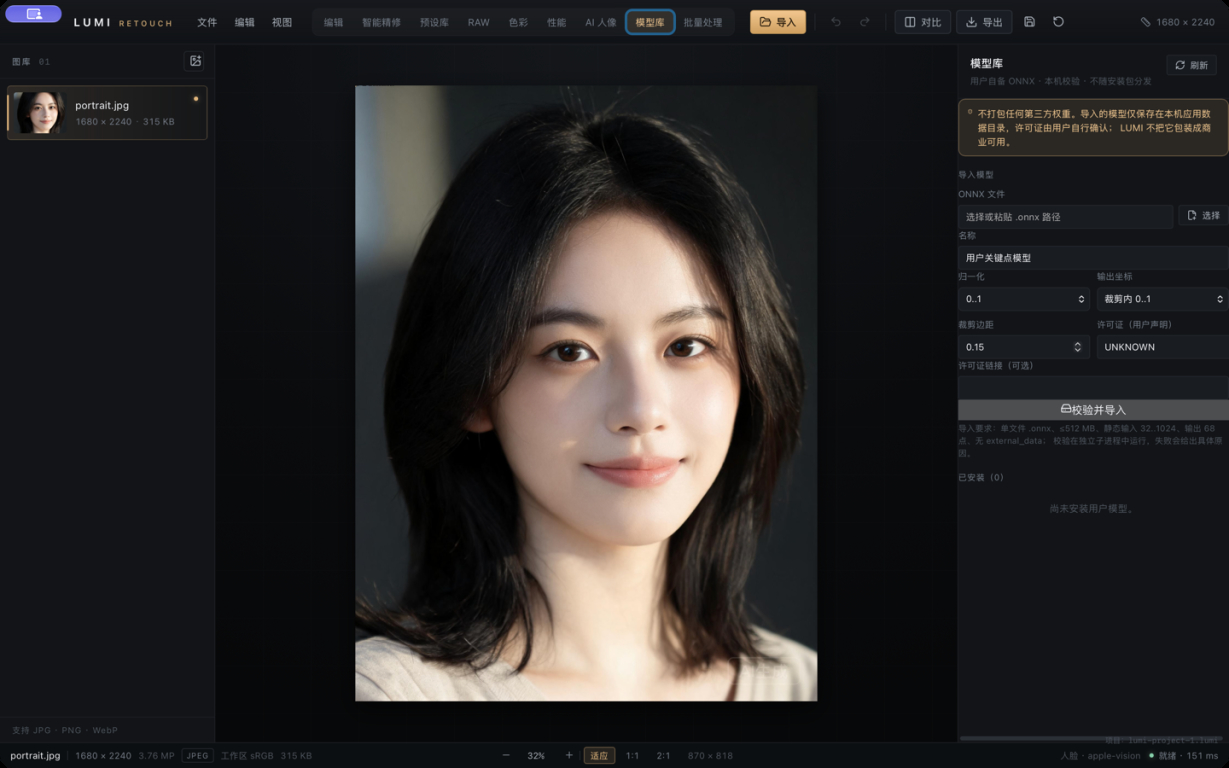 LUMI RETOUCH 文件 编辑 视图 编辑 智能精修 预设库 RAW 色彩 性能 AI 人像 模型库 批量处理 导入 对比 导出 1680 × 2240
图库 01
portrait.jpg
1680 × 2240 · 315 KB
模型库
刷新
用户自备 ONNX · 本机校验 · 不随安装包分发
不打包任何第三方权重。导入的模型仅保存在本机应用数
据目录，许可证由用户自行确认； LUMI 不把它包装成商
业可用。
导入模型
ONNX 文件
选择或粘贴 .onnx 路径 选择
名称
用户关键点模型
归一化 输出坐标
0..1 裁剪内 0..1
裁剪边距 许可证（用户声明）
0.15 UNKNOWN
许可证链接（可选）
校验并导入
导入要求：单文件 .onnx、≤512 MB、静态输入 32..1024、输出 68
点、无 external_data； 校验在独立子进程中运行，失败会给出具体原
因。
已安装（0）
尚未安装用户模型。
支持 JPG · PNG · WebP
项目：lumi-project-1.lumi
portrait.jpg 1680 × 2240 3.76 MP JPEG 工作区 sRGB 315 KB − 32% + 适应 1:1 2:1 870 × 818 人脸 · apple-vision 就绪 · 151 ms